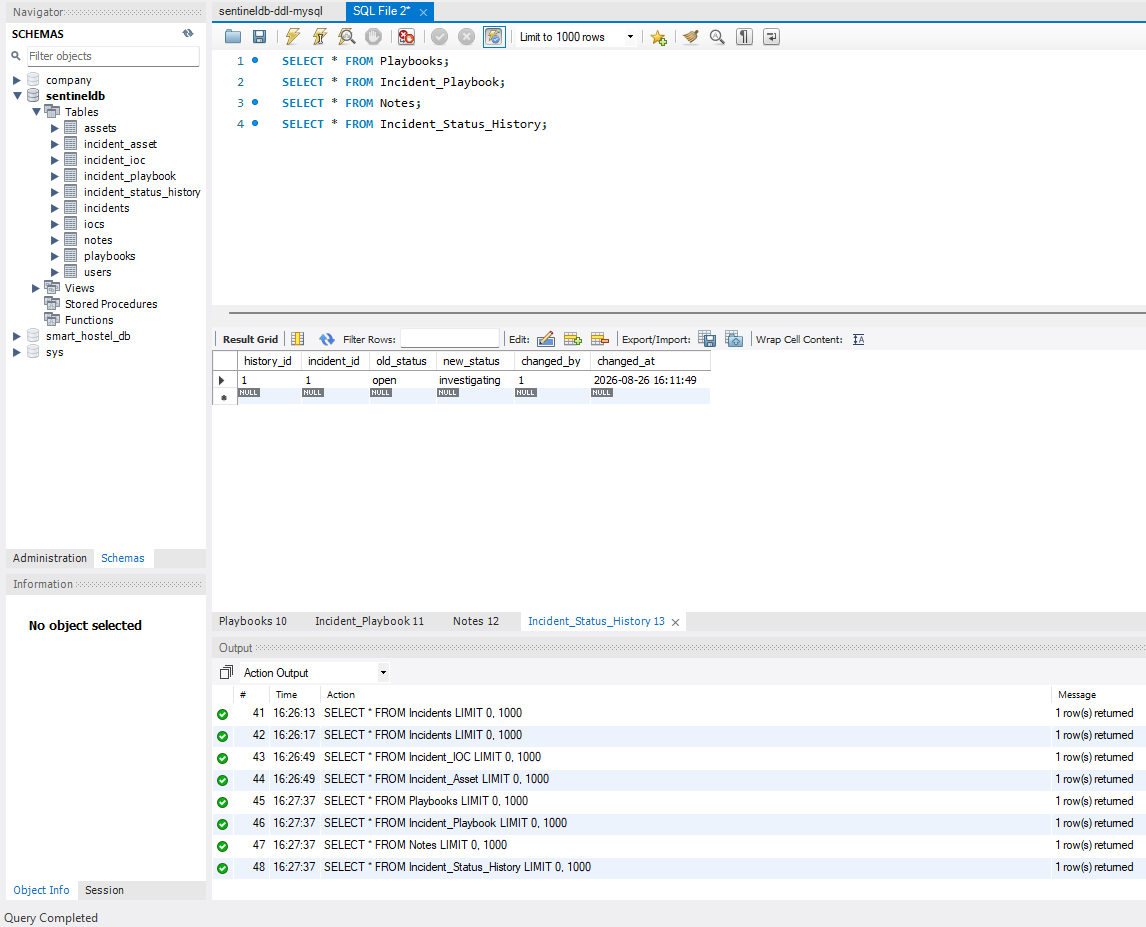 Navigator
SCHEMAS
Filter objects
company
sentineldb
Tables
assets
incident_asset
incident_ioc
incident_playbook
incident_status_history
incidents
iocs
notes
playbooks
users
Views
Stored Procedures
Functions
smart_hostel_db
sys
Administration Schemas
Information
No object selected
Object Info Session
Query Completed
sentineldb-ddl-mysql SQL File 2*
Limit to 1000 rows
1 SELECT * FROM Playbooks;
2 SELECT * FROM Incident_Playbook;
3 SELECT * FROM Notes;
4 SELECT * FROM Incident_Status_History;
Result Grid Filter Rows: Edit: Export/Import: Wrap Cell Content:
history_id incident_id old_status new_status changed_by changed_at
1 1 open investigating 1 2026-08-26 16:11:49
NULL NULL NULL NULL NULL NULL
Playbooks 10 Incident_Playbook 11 Notes 12 Incident_Status_History 13
Output
Action Output
# Time Action Message
41 16:26:13 SELECT * FROM Incidents LIMIT 0, 1000 1 row(s) returned
42 16:26:17 SELECT * FROM Incidents LIMIT 0, 1000 1 row(s) returned
43 16:26:49 SELECT * FROM Incident_IOC LIMIT 0, 1000 1 row(s) returned
44 16:26:49 SELECT * FROM Incident_Asset LIMIT 0, 1000 1 row(s) returned
45 16:27:37 SELECT * FROM Playbooks LIMIT 0, 1000 1 row(s) returned
46 16:27:37 SELECT * FROM Incident_Playbook LIMIT 0, 1000 1 row(s) returned
47 16:27:37 SELECT * FROM Notes LIMIT 0, 1000 1 row(s) returned
48 16:27:37 SELECT * FROM Incident_Status_History LIMIT 0, 1000 1 row(s) returned